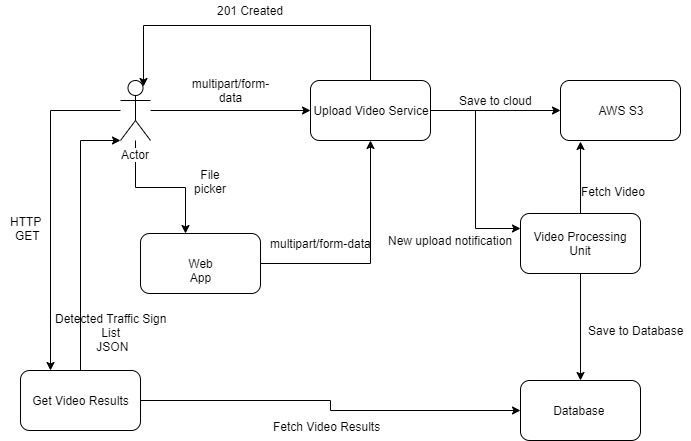 201 Created
multipart/form-
data
Upload Video Service
Save to cloud
AWS S3
Actor
File
picker
Fetch Video
HTTP
GET
multipart/form-data
New upload notification
Video Processing
Unit
Web
App
Detected Traffic Sign
List
JSON
Save to Database
Get Video Results
Fetch Video Results
Database